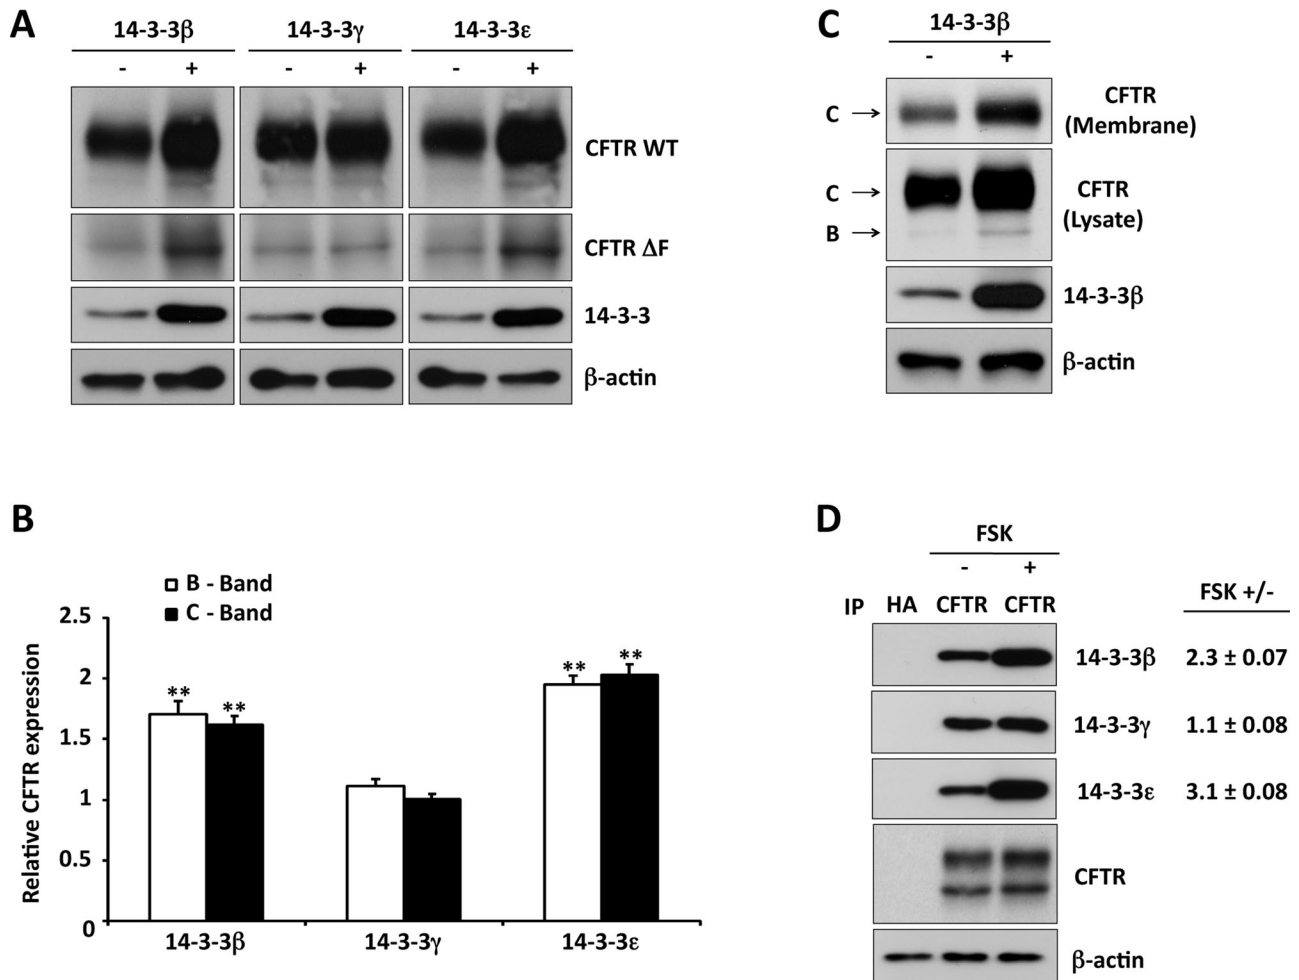 A
14-3-3β 14-3-3γ 14-3-3ε
- + - + - +
CFTR WT
CFTR ΔF
14-3-3
β-actin
B
B - Band
C - Band
Relative CFTR expression
2.5
2
1.5
1
0.5
0
** ** ** **
14-3-3β 14-3-3γ 14-3-3ε
C
14-3-3β
- +
C → CFTR
(Membrane)
C → CFTR
(Lysate)
B →
14-3-3β
β-actin
D
FSK
- +
IP HA CFTR CFTR FSK +/-
14-3-3β 2.3 ± 0.07
14-3-3γ 1.1 ± 0.08
14-3-3ε 3.1 ± 0.08
CFTR
β-actin